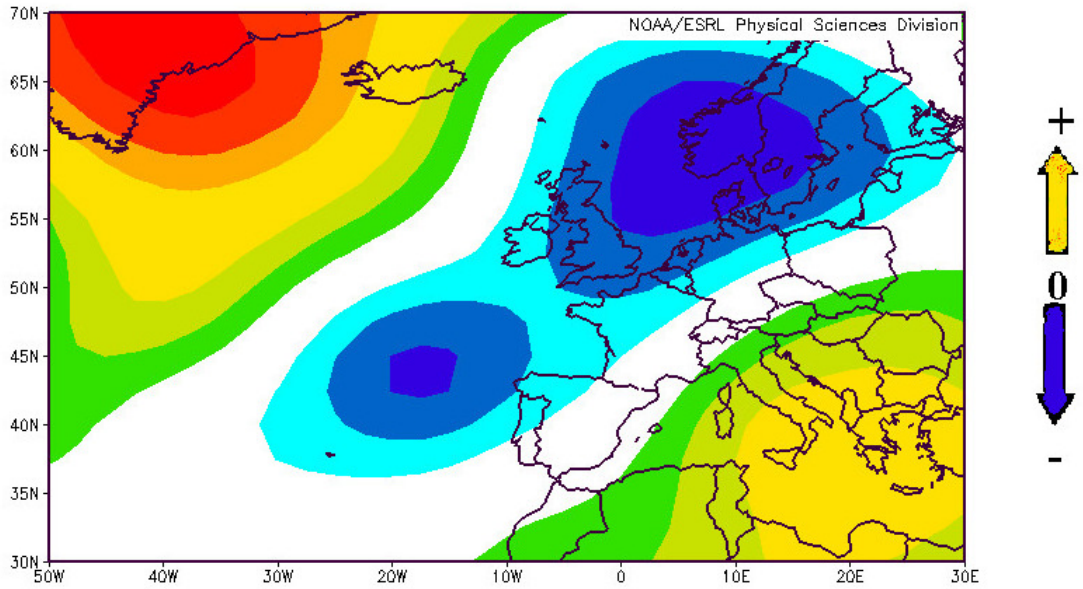 70N
NOAA/ESRL Physical Sciences Division
65N
60N
55N
50N
45N
40N
35N
30N
50W 40W 30W 20W 10W 0 10E 20E 30E
+
0
-